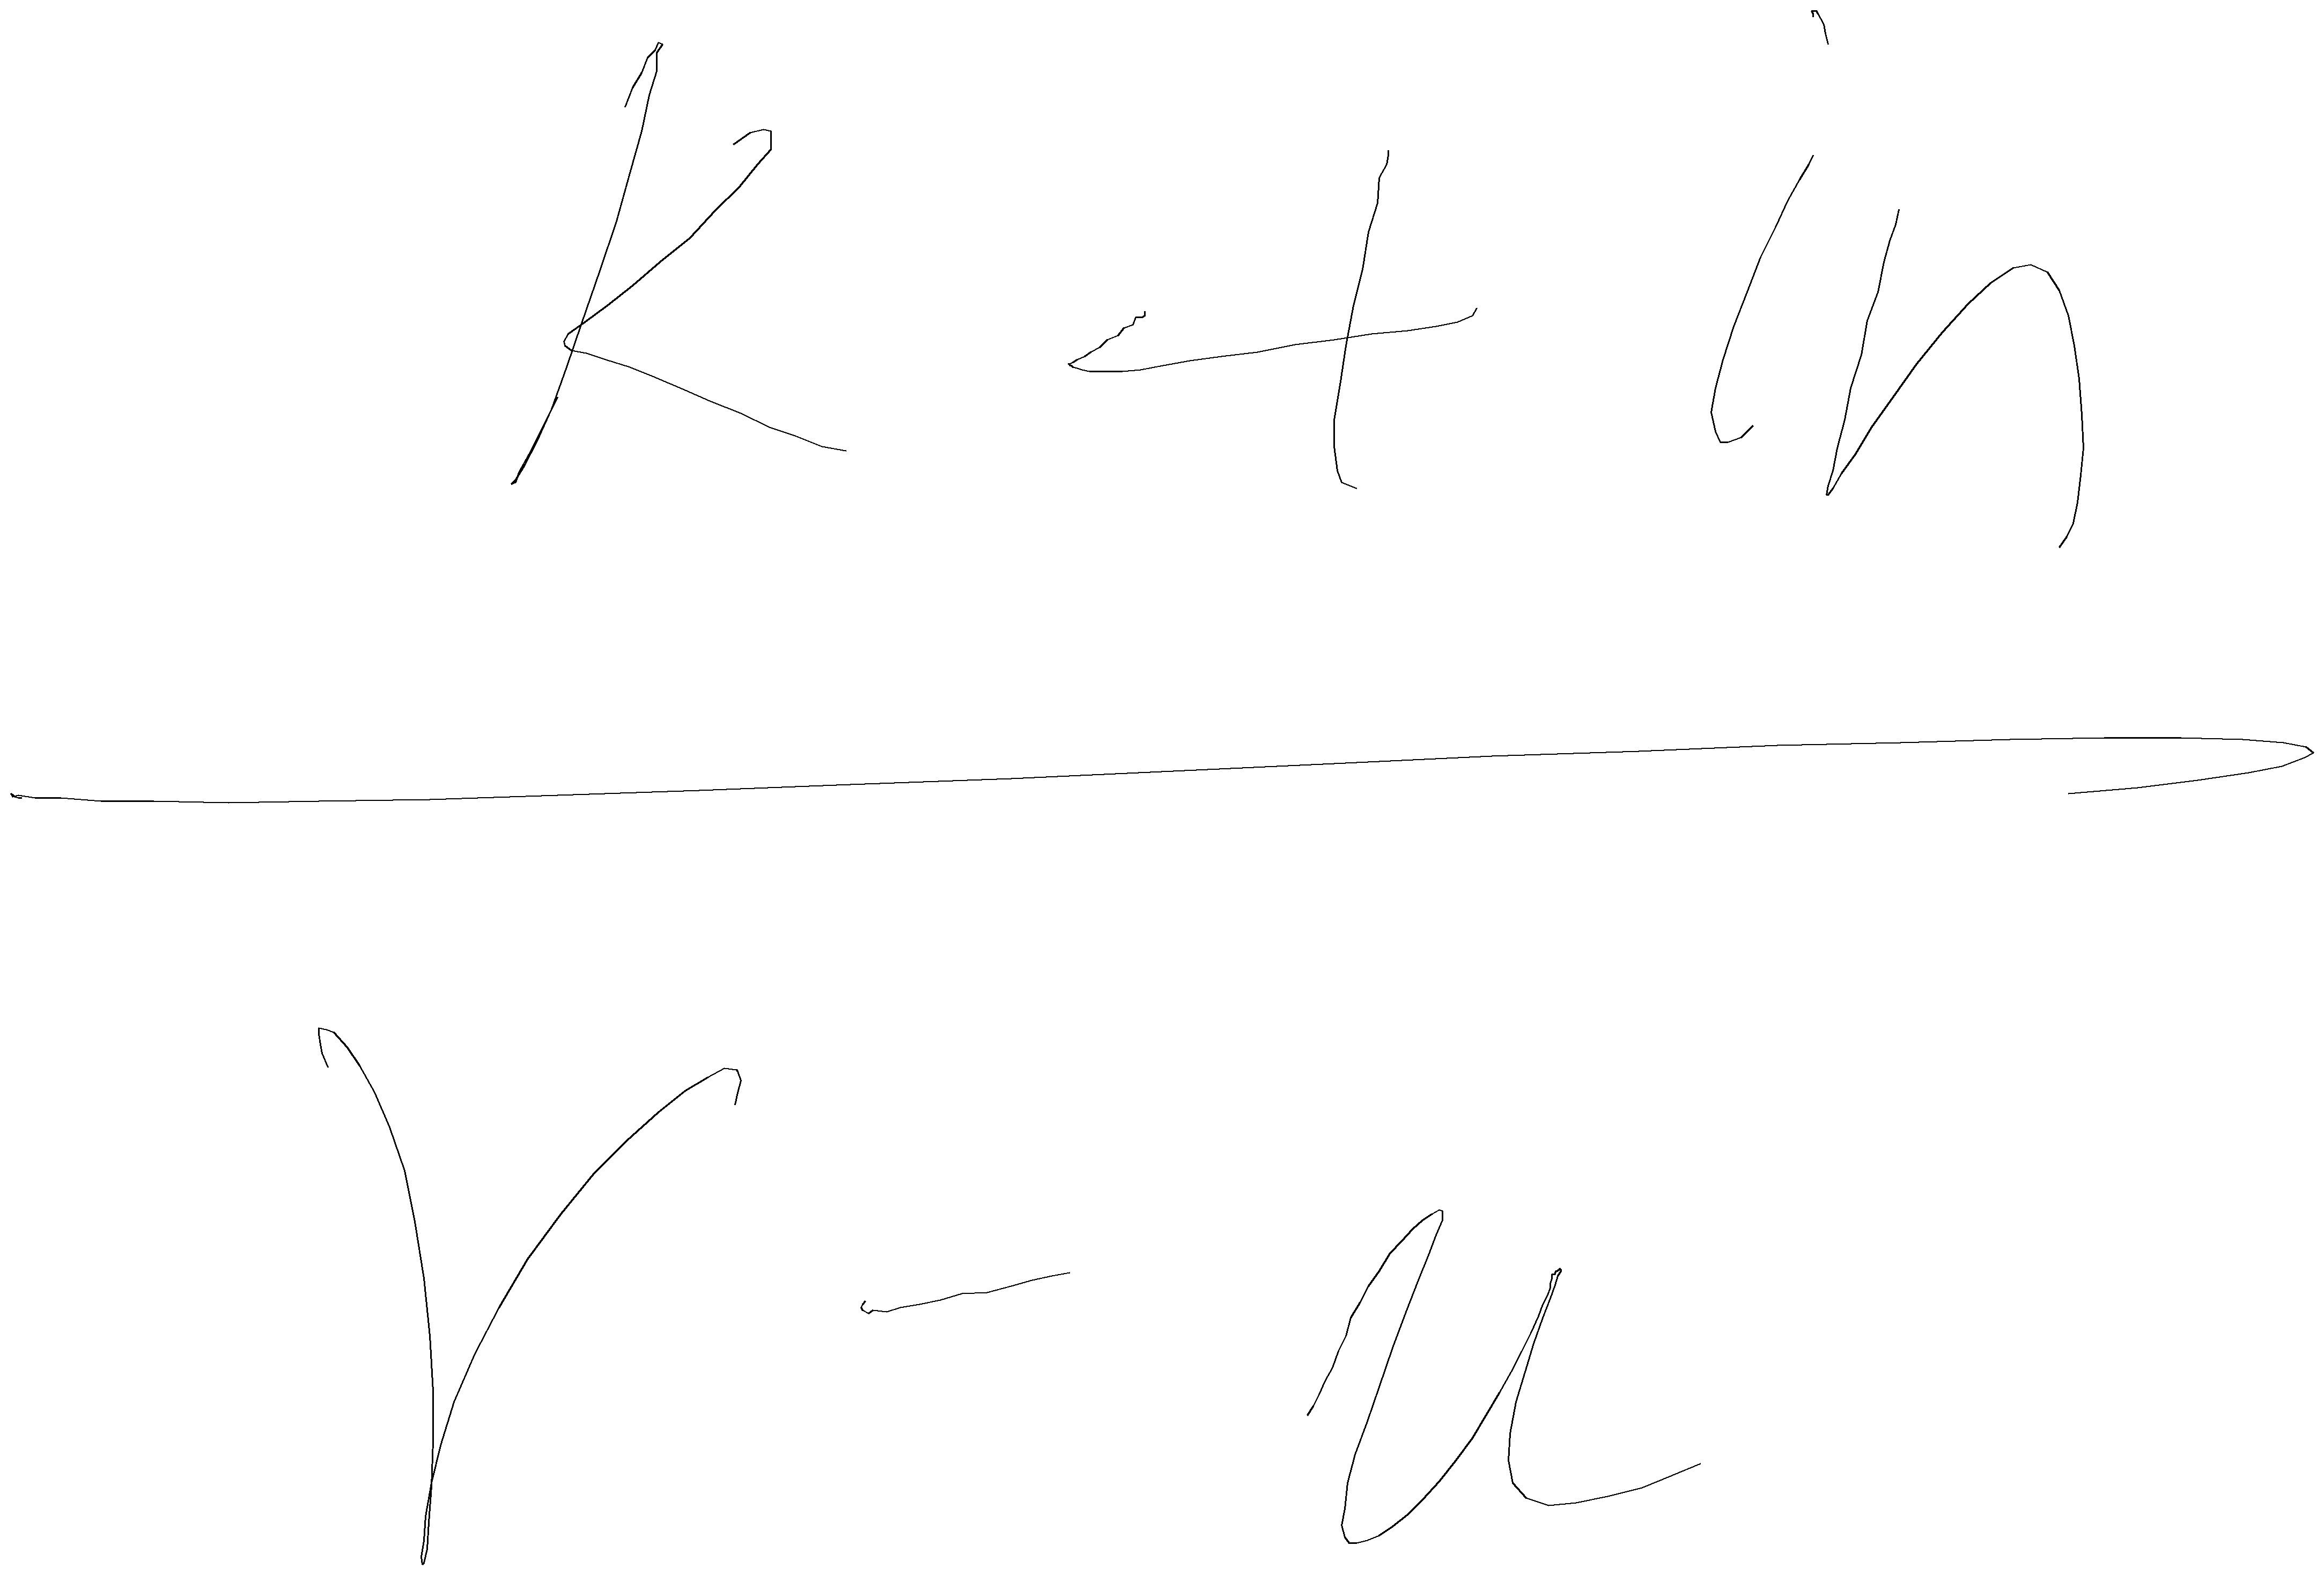 k + in
r - u